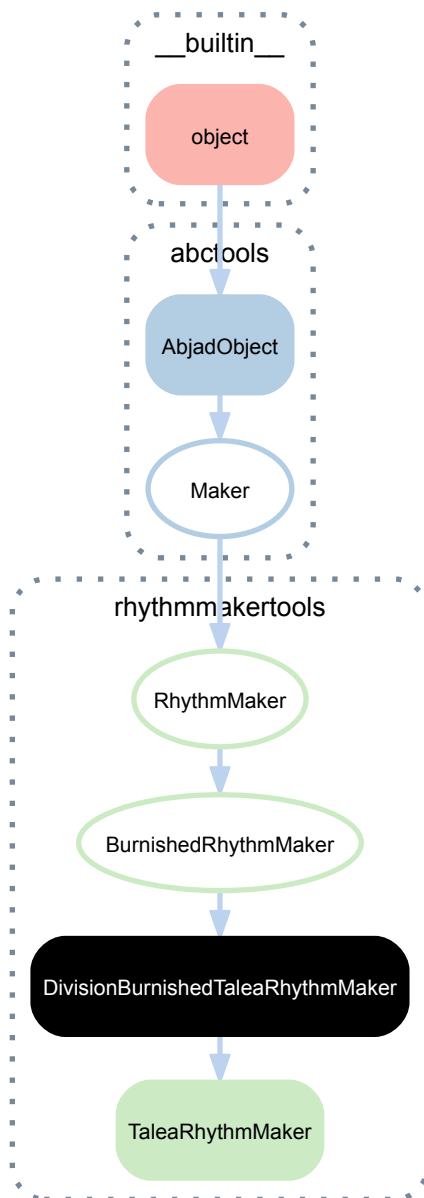 __builtin__
object
abctools
AbjadObject
Maker
rhythmmakertools
RhythmMaker
BurnishedRhythmMaker
DivisionBurnishedTaleaRhythmMaker
TaleaRhythmMaker